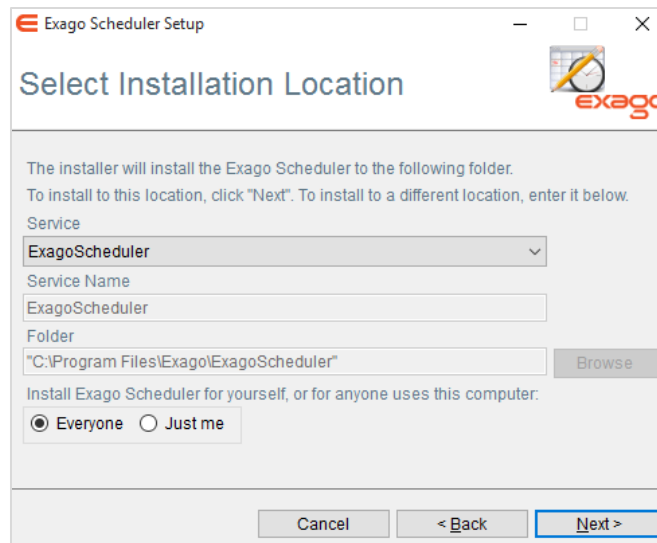 Exago Scheduler Setup
Select Installation Location
exago
The installer will install the Exago Scheduler to the following folder.
To install to this location, click "Next". To install to a different location, enter it below.
Service
ExagoScheduler
Service Name
ExagoScheduler
Folder
"C:\Program Files\Exago\ExagoScheduler"
Browse
Install Exago Scheduler for yourself, or for anyone uses this computer:
Everyone Just me
Cancel < Back Next >